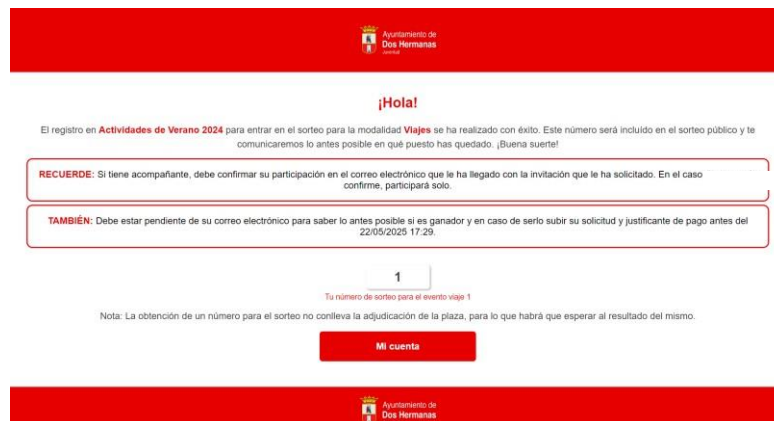 Ayuntamiento de
Dos Hermanas
Juventud
¡Hola!
El registro en Actividades de Verano 2024 para entrar en el sorteo para la modalidad Viajes se ha realizado con éxito. Este número será incluido en el sorteo público y te
comunicaremos lo antes posible en qué puesto has quedado. ¡Buena suerte!
RECUERDE: Si tiene acompañante, debe confirmar su participación en el correo electrónico que le ha llegado con la invitación que le ha solicitado. En el caso
confirme, participará solo.
TAMBIÉN: Debe estar pendiente de su correo electrónico para saber lo antes posible si es ganador y en caso de serlo subir su solicitud y justificante de pago antes del
22/05/2025 17:29.
1
Tu número de sorteo para el evento viaje 1
Nota: La obtención de un número para el sorteo no conlleva la adjudicación de la plaza, para lo que habrá que esperar al resultado del mismo.
Mi cuenta
Ayuntamiento de
Dos Hermanas